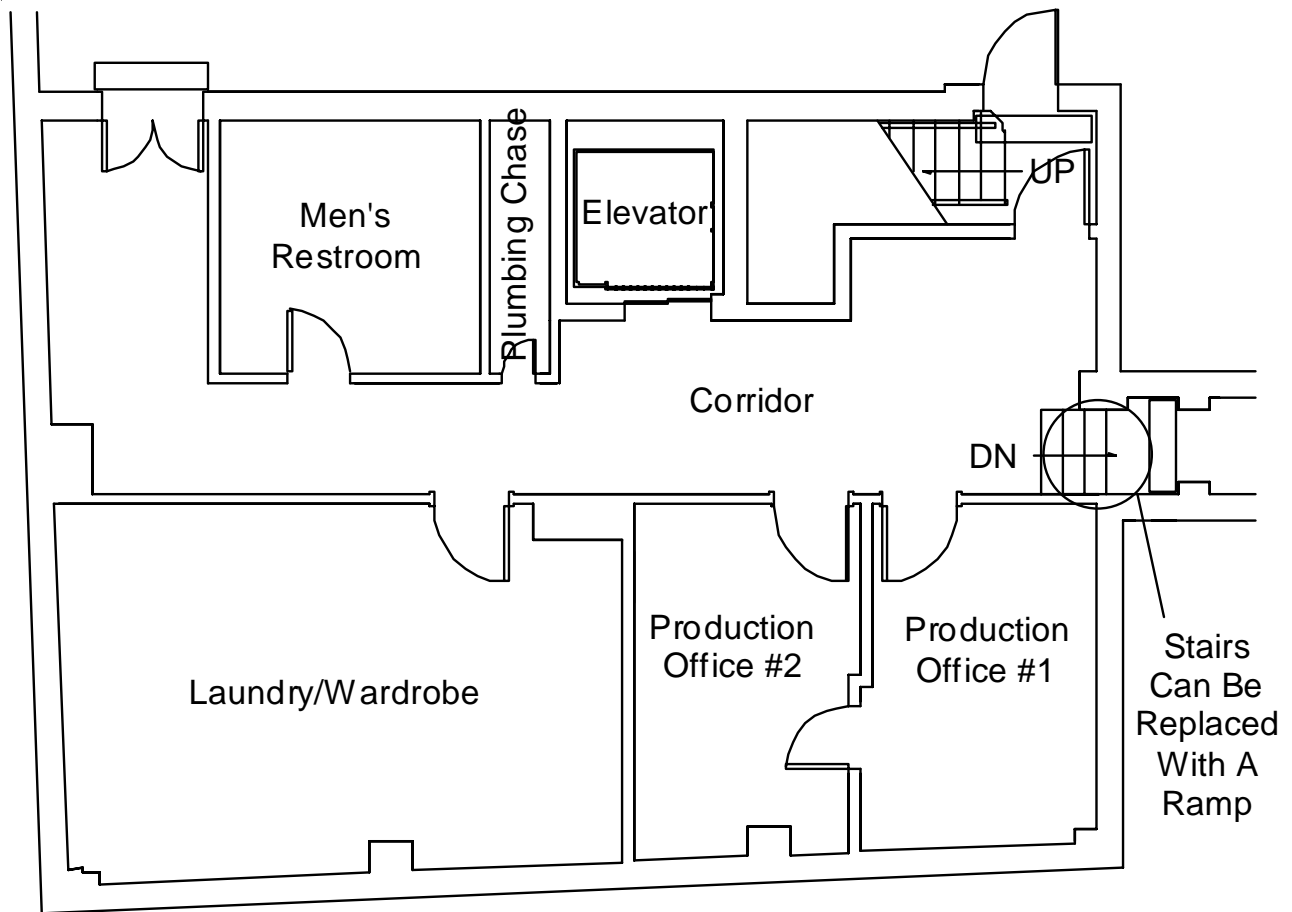 UP
Plumbing Chase
Men's
Restroom
Elevator
Corridor
DN
Production
Office #2
Production
Office #1
Stairs
Can Be
Replaced
With A
Ramp
Laundry/Wardrobe